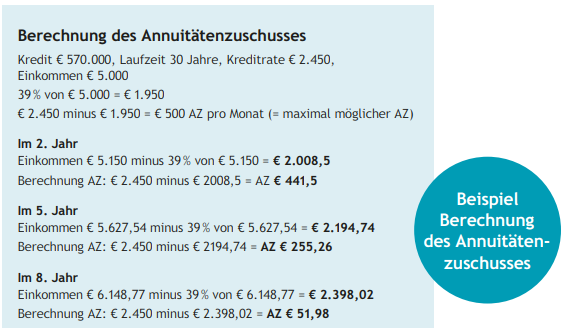 Berechnung des Annuitätenzuschusses
Kredit € 570.000, Laufzeit 30 Jahre, Kreditrate € 2.450,
Einkommen € 5.000
39 % von € 5.000 = € 1.950
€ 2.450 minus € 1.950 = € 500 AZ pro Monat (= maximal möglicher AZ)
Im 2. Jahr
Einkommen € 5.150 minus 39 % von € 5.150 = € 2.008,5
Berechnung AZ: € 2.450 minus € 2008,5 = AZ € 441,5
Im 5. Jahr
Einkommen € 5.627,54 minus 39 % von € 5.627,54 = € 2.194,74
Berechnung AZ: € 2.450 minus € 2194,74 = AZ € 255,26
Im 8. Jahr
Einkommen € 6.148,77 minus 39 % von € 6.148,77 = € 2.398,02
Berechnung AZ: € 2.450 minus € 2.398,02 = AZ € 51,98
Beispiel
Berechnung
des Annuitäten-
zuschusses